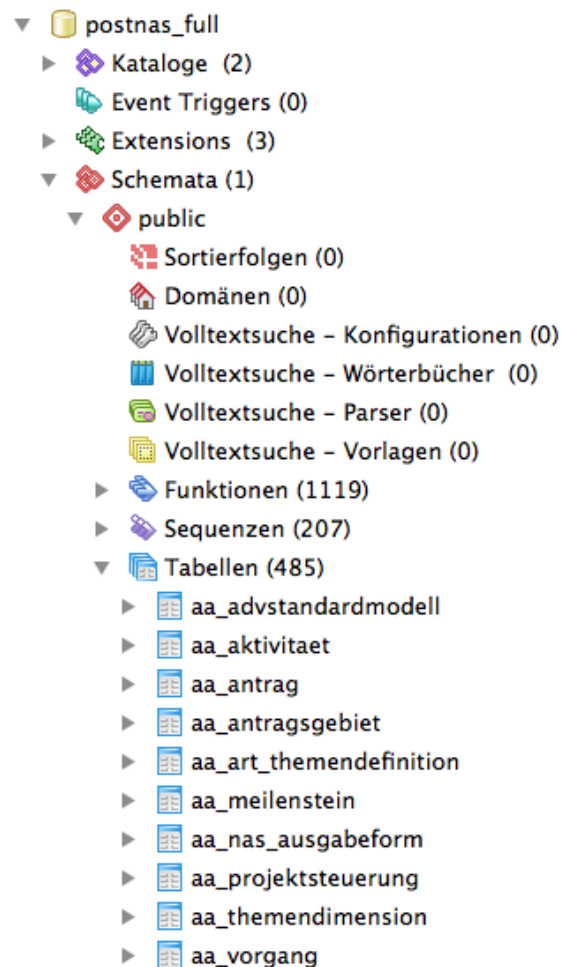 postnas_full
Kataloge (2)
Event Triggers (0)
Extensions (3)
Schemata (1)
public
Sortierfolgen (0)
Domänen (0)
Volltextsuche – Konfigurationen (0)
Volltextsuche – Wörterbücher (0)
Volltextsuche – Parser (0)
Volltextsuche – Vorlagen (0)
Funktionen (1119)
Sequenzen (207)
Tabellen (485)
aa_advstandardmodell
aa_aktivitaet
aa_antrag
aa_antragsgebiet
aa_art_themendefinition
aa_meilenstein
aa_nas_ausgabeform
aa_projektsteuerung
aa_themendimension
aa_vorgang